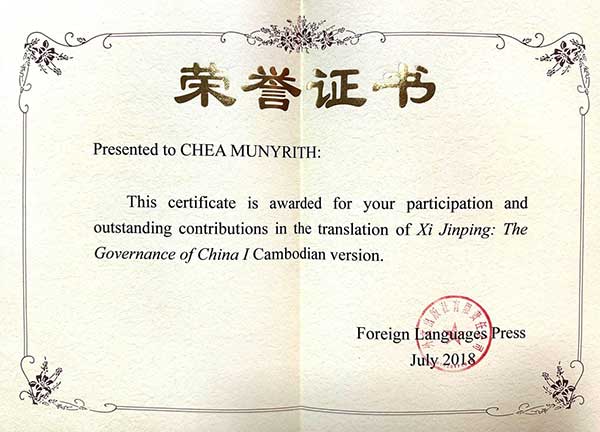 荣誉证书
Presented to CHEA MUNYRITH:
This certificate is awarded for your participation and
outstanding contributions in the translation of Xi Jinping: The
Governance of China I Cambodian version.
Foreign Languages Press
July 2018